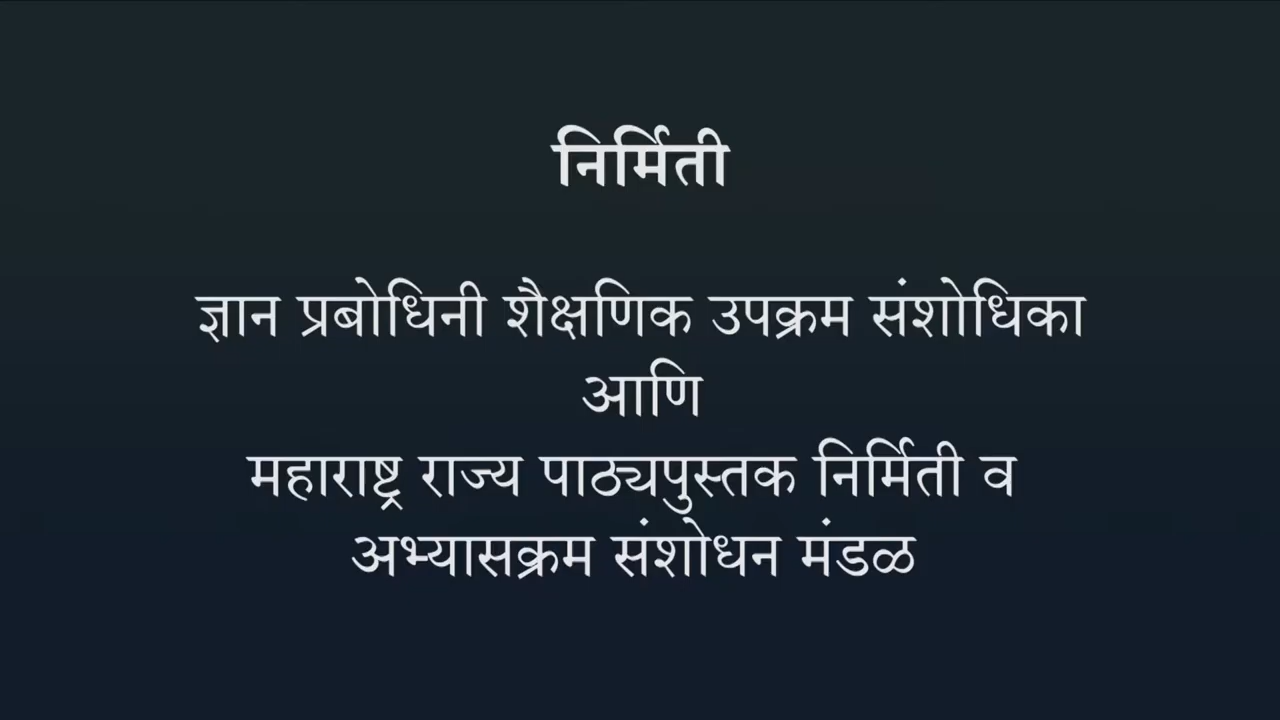 निर्मिती
ज्ञान प्रबोधिनी शैक्षणिक उपक्रम संशोधिका
आणि
महाराष्ट्र राज्य पाठ्यपुस्तक निर्मिती व
अभ्यासक्रम संशोधन मंडळ